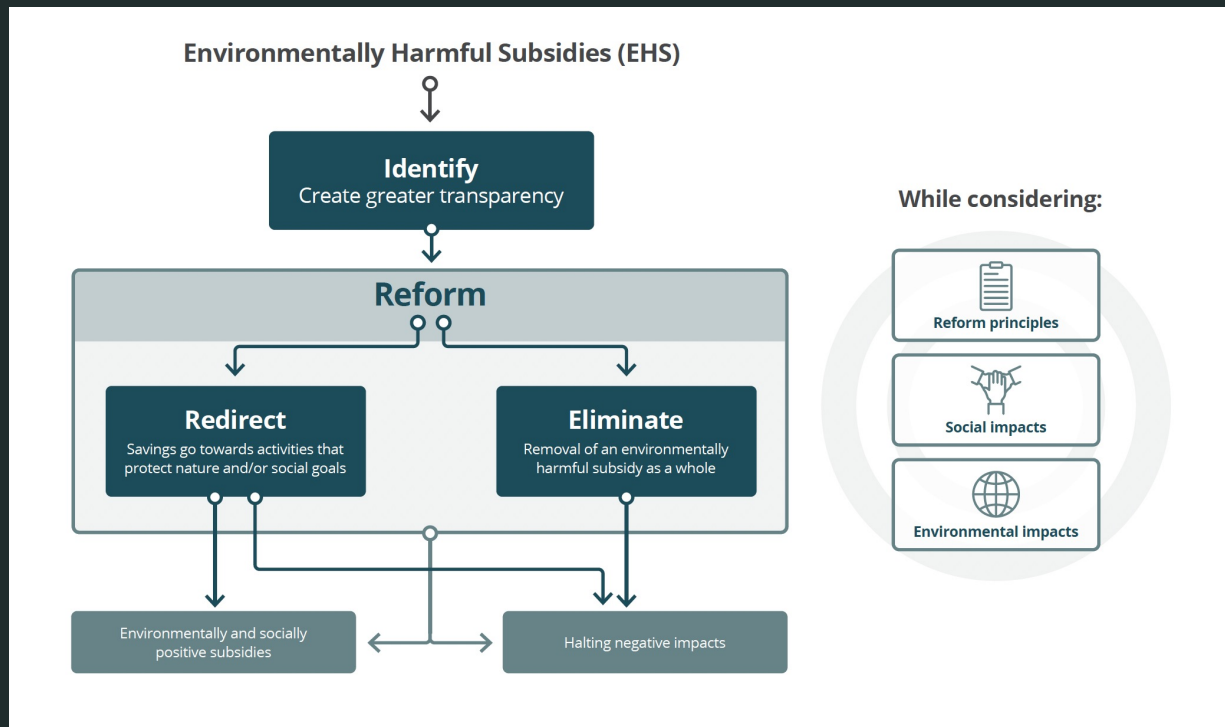 Environmentally Harmful Subsidies (EHS)
Identify
Create greater transparency
Reform
Redirect
Savings go towards activities that
protect nature and/or social goals
Eliminate
Removal of an environmentally
harmful subsidy as a whole
Environmentally and socially
positive subsidies
Halting negative impacts
While considering:
Reform principles
Social impacts
Environmental impacts